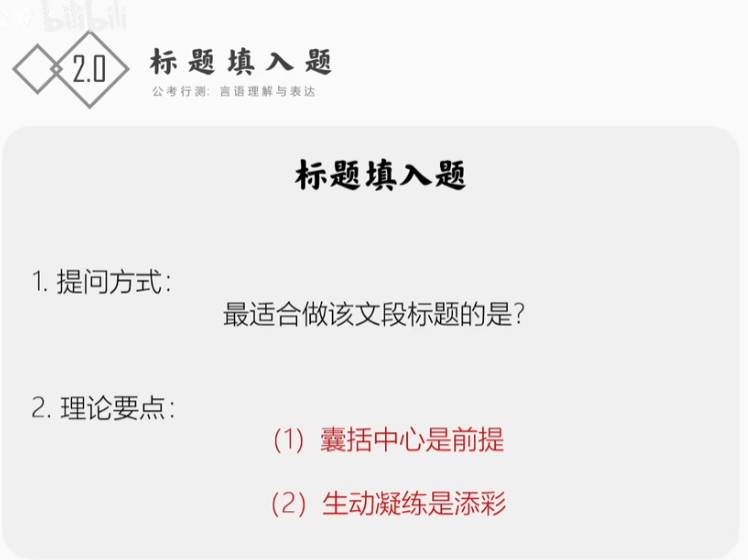 bilibili
2.0
标题填入题
公考行测: 言语理解与表达
标题填入题
1. 提问方式:
最适合做该文段标题的是?
2. 理论要点:
(1) 囊括中心是前提
(2) 生动凝练是添彩